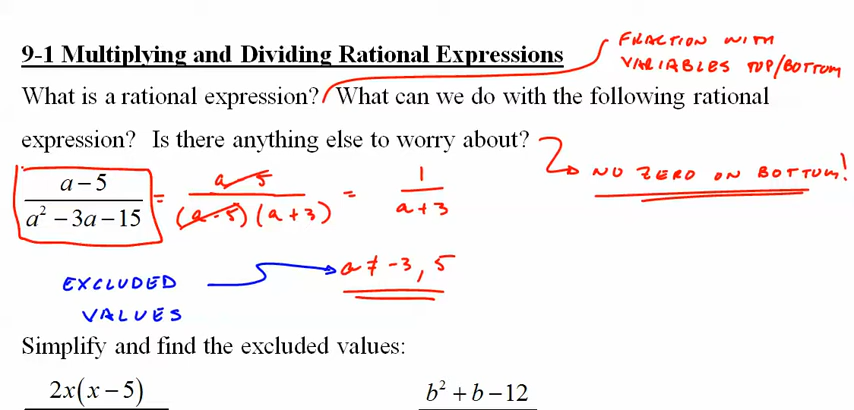 9-1 Multiplying and Dividing Rational Expressions
FRACTION WITH
VARIABLES TOP/BOTTOM
What is a rational expression? What can we do with the following rational
expression? Is there anything else to worry about?
NO ZERO ON BOTTOM!
(a-5)/(a²-3a-15) = (a-5)/((a-5)(a+3)) = 1/(a+3)
EXCLUDED
VALUES
a ≠ -3, 5
Simplify and find the excluded values:
2x(x-5)
b²+b-12